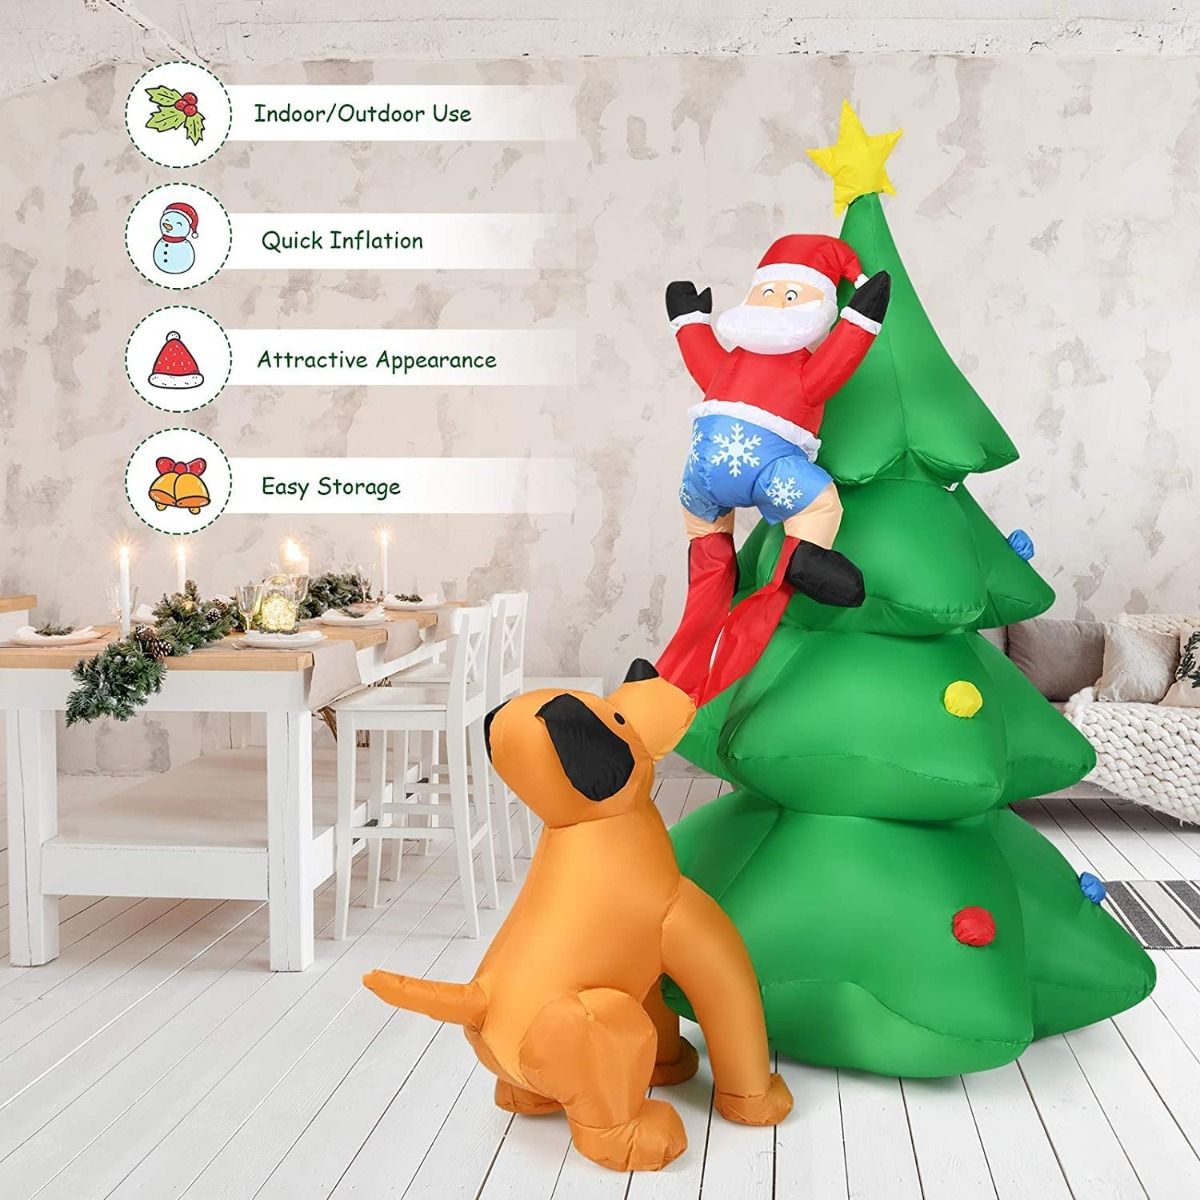 Indoor/Outdoor Use
Quick Inflation
Attractive Appearance
Easy Storage